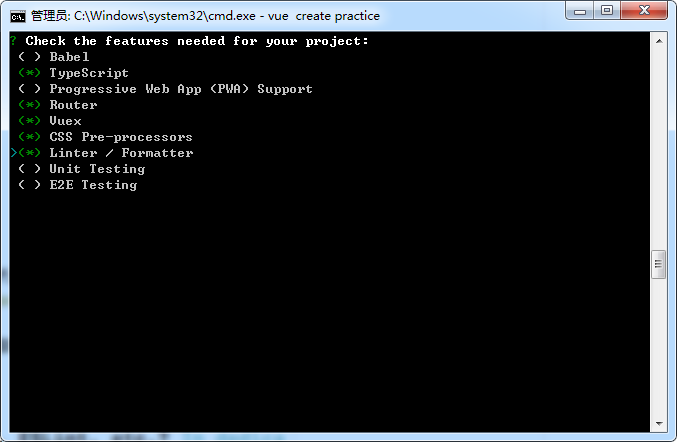 管理员: C:\Windows\system32\cmd.exe - vue  create practice
? Check the features needed for your project:
( ) Babel
(*) TypeScript
( ) Progressive Web App (PWA) Support
(*) Router
(*) Vuex
(*) CSS Pre-processors
>(*) Linter / Formatter
( ) Unit Testing
( ) E2E Testing